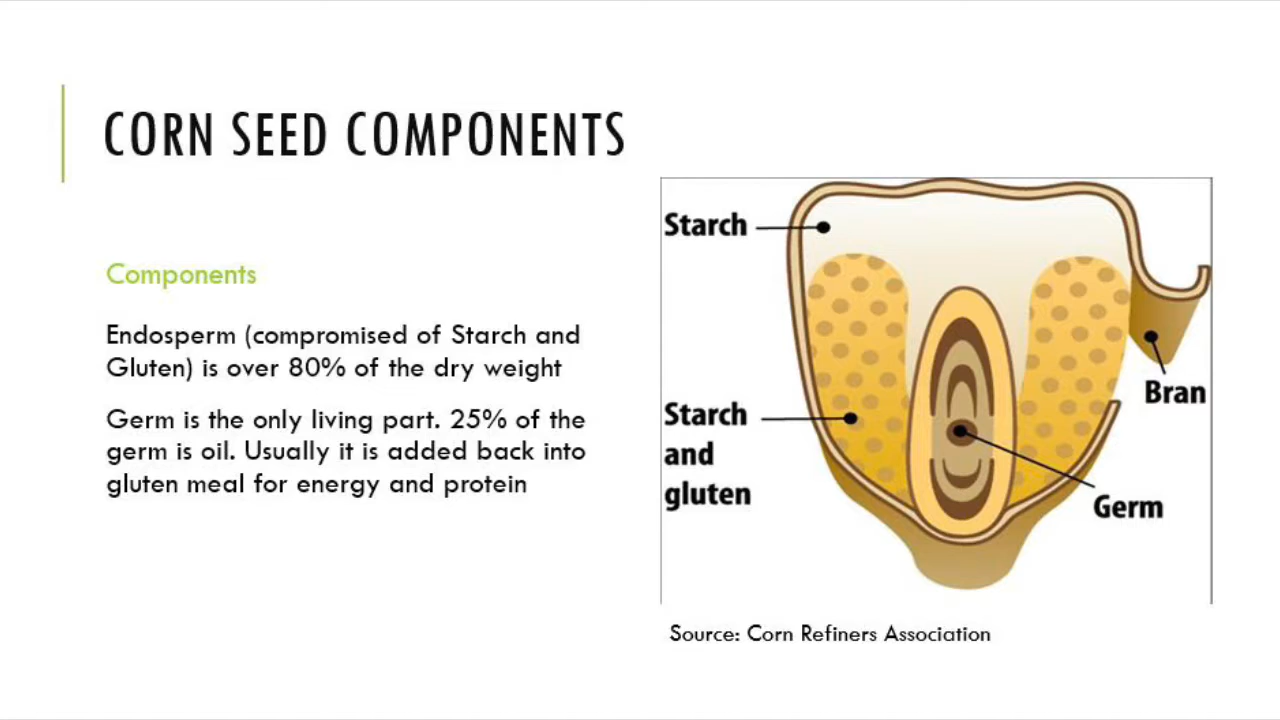 CORN SEED COMPONENTS
Components
Endosperm (compromised of Starch and
Gluten) is over 80% of the dry weight
Germ is the only living part. 25% of the
germ is oil. Usually it is added back into
gluten meal for energy and protein
Starch
Starch
and
gluten
Bran
Germ
Source: Corn Refiners Association